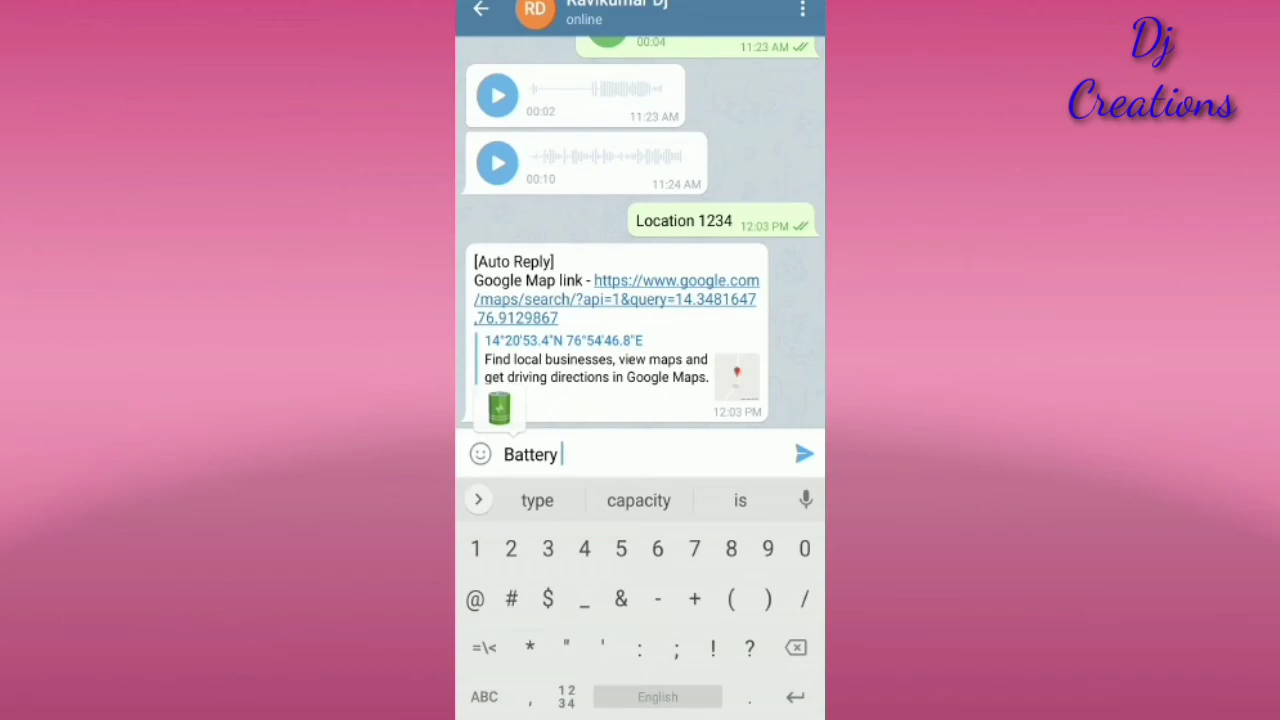 Dj
Creations
RD
Ravikumar Dj
online
00:04
11:23 AM
00:02
11:23 AM
00:10
11:24 AM
Location 1234
12:03 PM
[Auto Reply]
Google Map link - https://www.google.com
/maps/search/?api=1&query=14.3481647
,76.9129867
14°20'53.4"N 76°54'46.8"E
Find local businesses, view maps and
get driving directions in Google Maps.
12:03 PM
Battery
type capacity is
1 2 3 4 5 6 7 8 9 0
@ # $ _ & - + ( ) /
=\< * " ' : ; ! ?
ABC , 12 English .
34